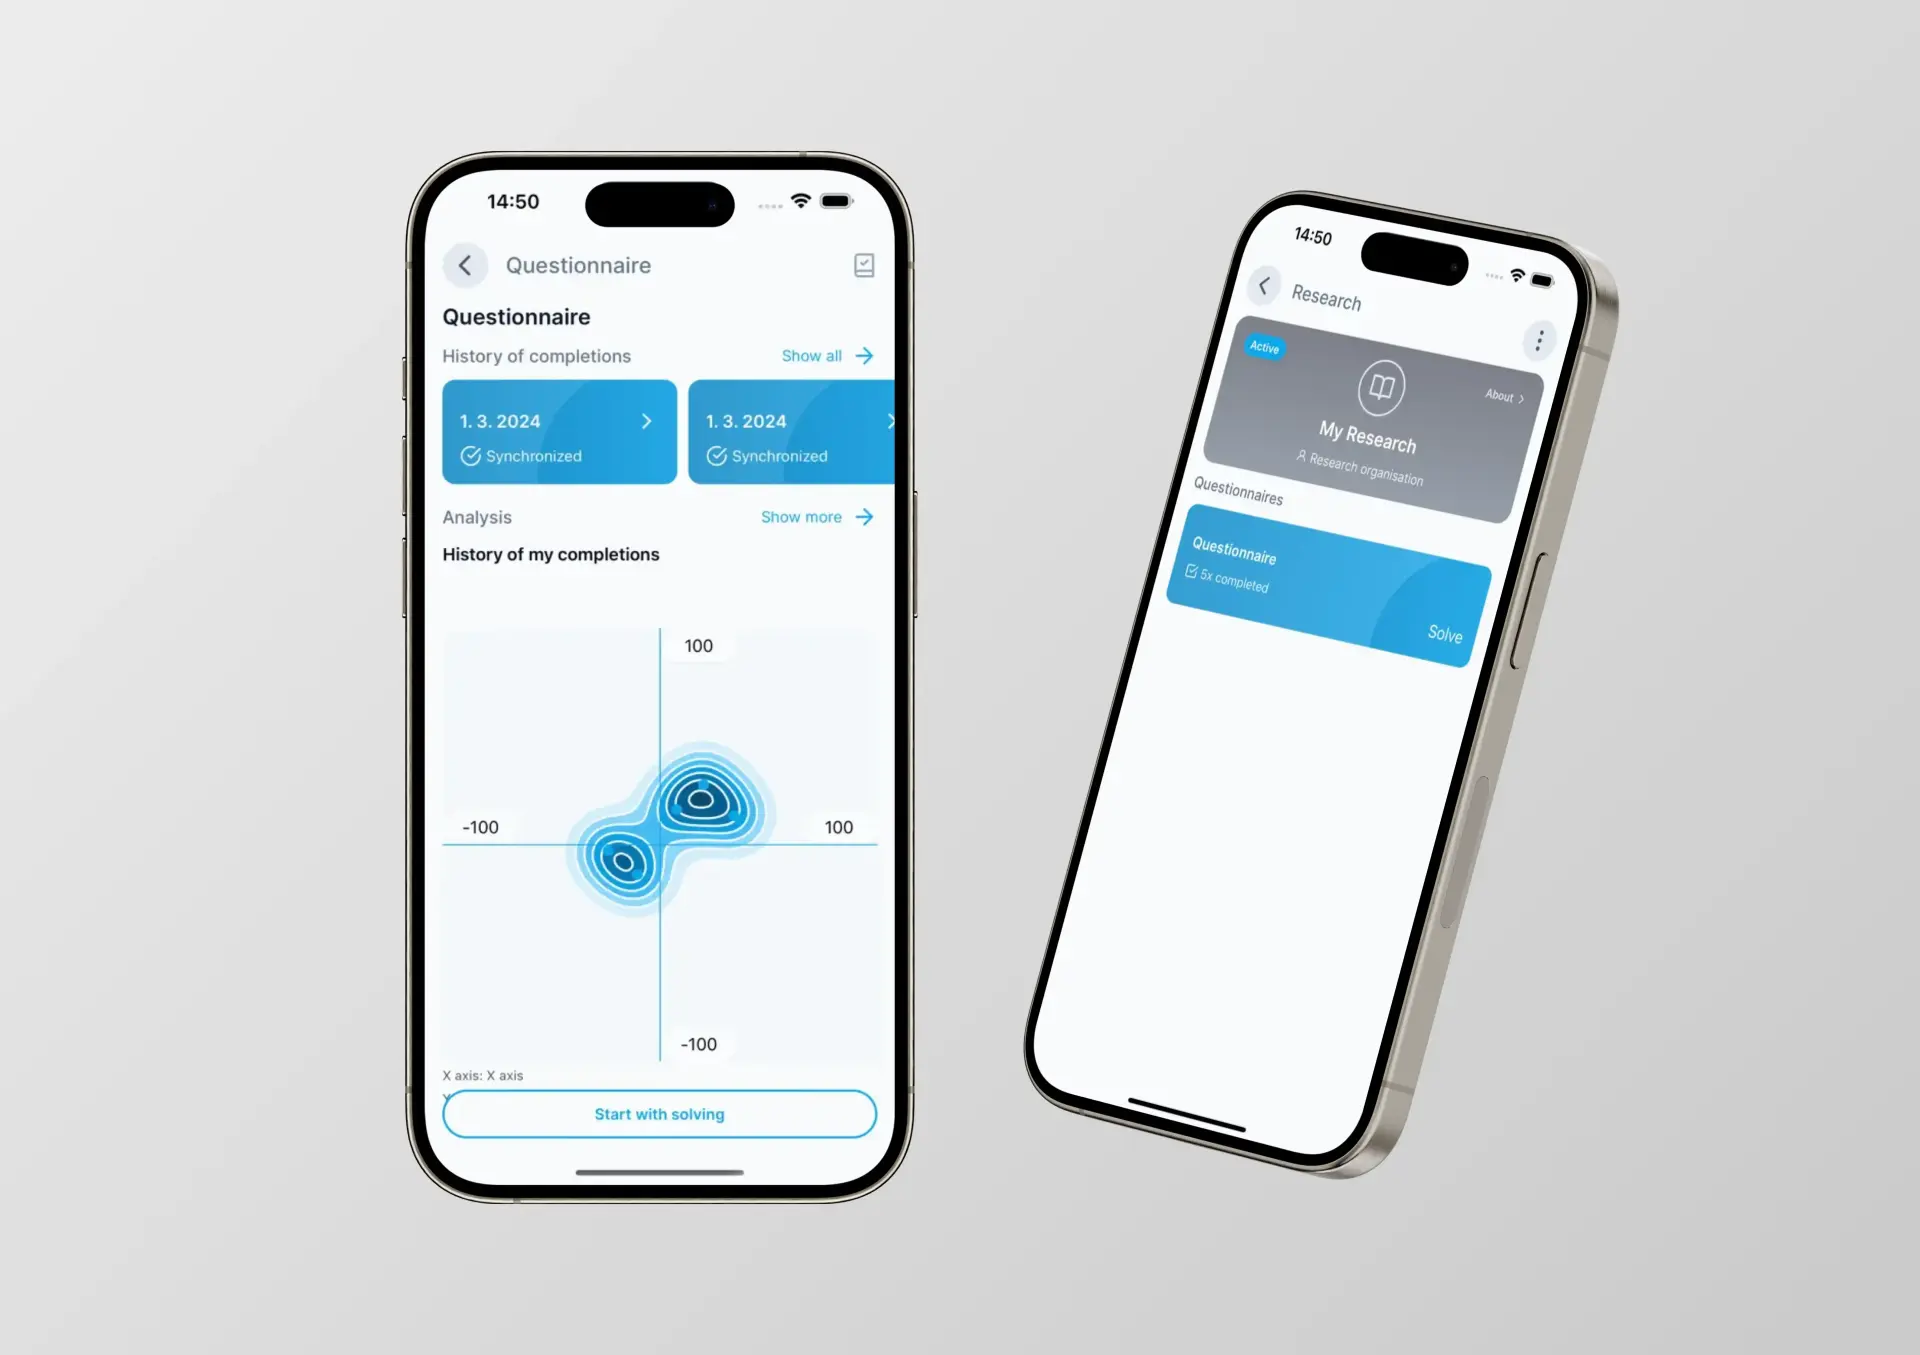 14:50
Questionnaire
Questionnaire
History of completions
Show all
1. 3. 2024
Synchronized
1. 3. 2024
Synchronized
Analysis
Show more
History of my completions
100
-100
100
-100
X axis: X axis
Start with solving
14:50
Research
Active
About
My Research
Research organisation
Questionnaires
Questionnaire
5x completed
Solve